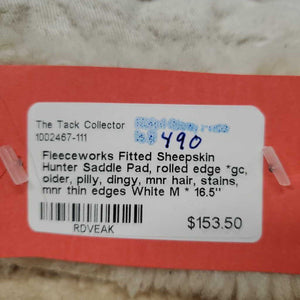 The Tack Collector
1002467-111
490
Fleeceworks Fitted Sheepskin
Hunter Saddle Pad, rolled edge *gc,
oider, pilly, dingy, mnr hair, stains,
mnr thin edges White M * 16.5"
RDVEAK
$153.50